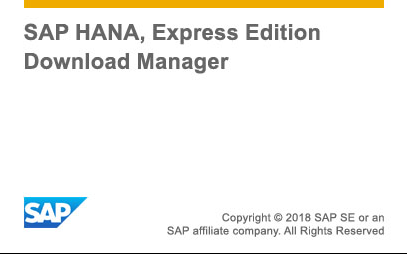 SAP HANA, Express Edition
Download Manager
SAP
Copyright © 2018 SAP SE or an
SAP affiliate company. All Rights Reserved